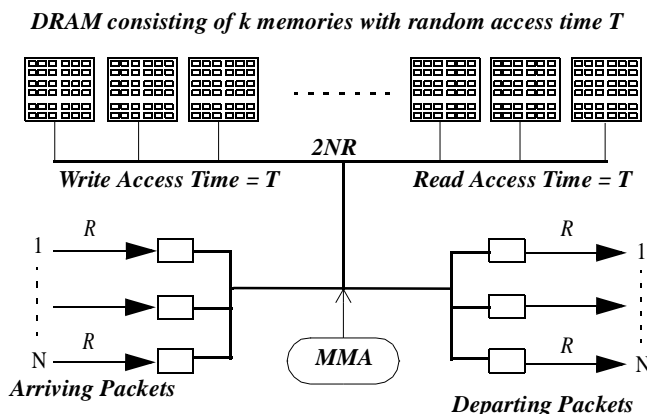 DRAM consisting of k memories with random access time T
2NR
Write Access Time = T
Read Access Time = T
1 R
R 1
N R
R N
MMA
Arriving Packets
Departing Packets